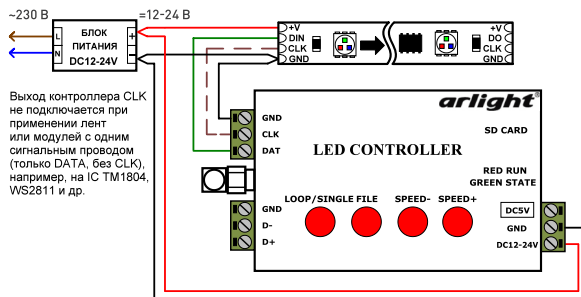 ~230 В
=12-24 В
L
N
БЛОК
ПИТАНИЯ
DC12-24V
+
−
+V
DIN
CLK
GND
+V
DO
CLK
GND
Выход контроллера CLK
не подключается при
применении лент
или модулей с одним
сигнальным проводом
(только DATA, без CLK),
например, на IC TM1804,
WS2811 и др.
arlight®
SD CARD
GND
CLK
DAT
LED CONTROLLER
RED RUN
GREEN STATE
LOOP/SINGLE FILE SPEED- SPEED+
GND
D-
D+
DC5V
GND
DC12-24V